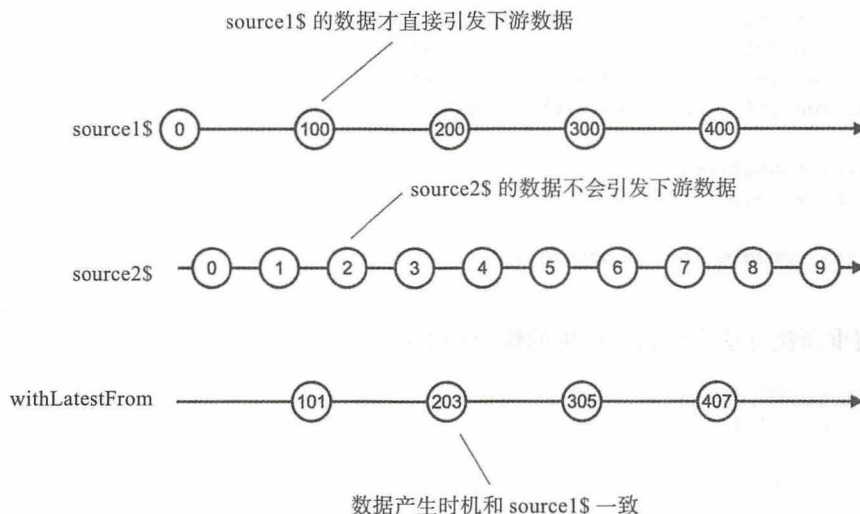 source1$ 的数据才直接引发下游数据
source1$ 0 100 200 300 400
source2$ 的数据不会引发下游数据
source2$ 0 1 2 3 4 5 6 7 8 9
withLatestFrom 101 203 305 407
数据产生时机和 source1$ 一致